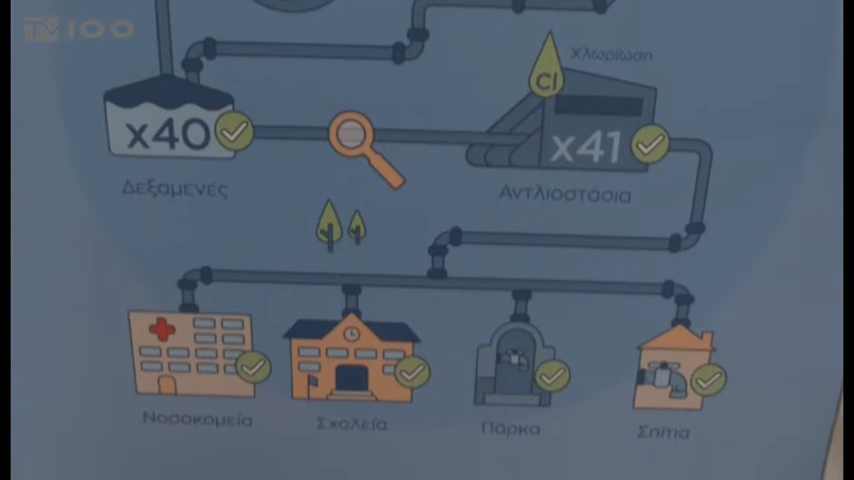 TV100
Χλωρίωση
Cl
x40
x41
Δεξαμενές
Αντλιοστάσια
Νοσοκομεία
Σχολεία
Πάρκα
Σπίτια